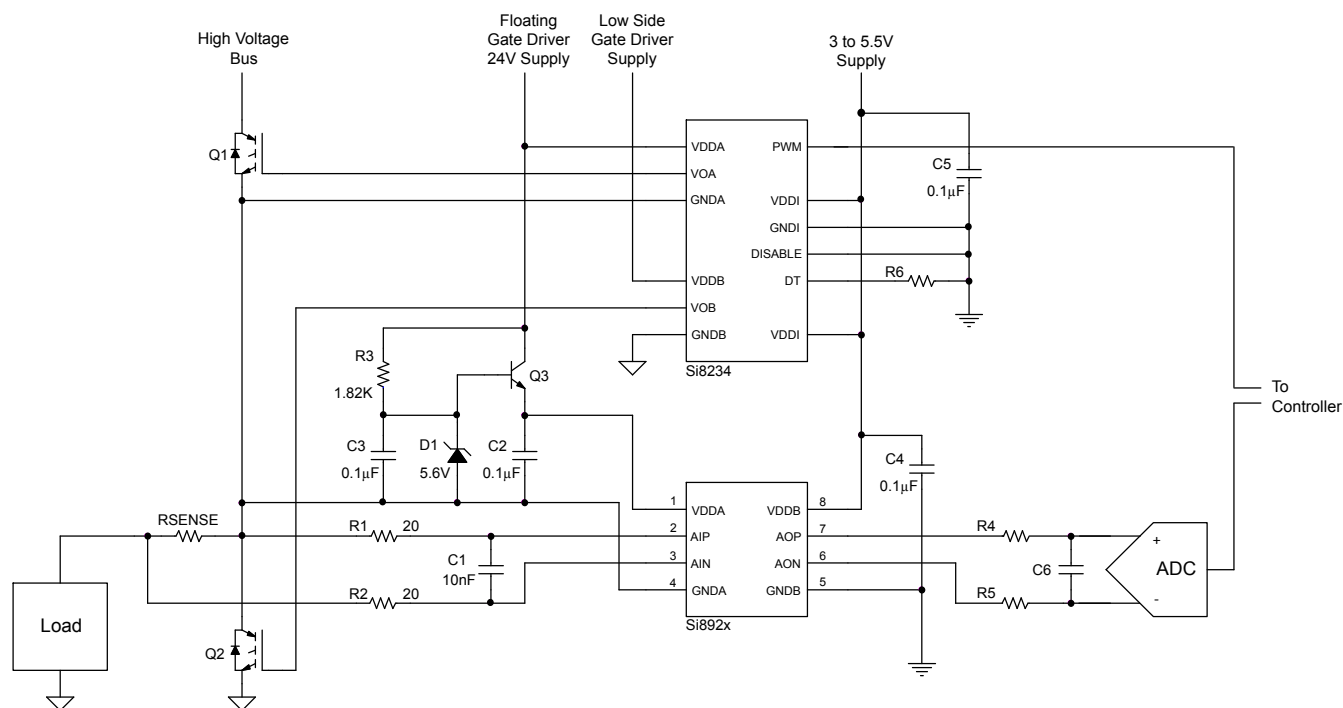 High Voltage
Bus
Floating
Gate Driver
24V Supply
Low Side
Gate Driver
Supply
3 to 5.5V
Supply
Q1
VDDA
VOA
GNDA
VDDB
VOB
GNDB
PWM
VDDI
GNDI
DISABLE
DT
VDDI
Si8234
C5
0.1µF
R6
R3
1.82K
Q3
C3
0.1µF
D1
5.6V
C2
0.1µF
C4
0.1µF
To
Controller
RSENSE
R1 20
C1
10nF
R2 20
1 VDDA
2 AIP
3 AIN
4 GNDA
VDDB 8
AOP 7
AON 6
GNDB 5
Si892x
R4
C6
R5
+
-
ADC
Load
Q2